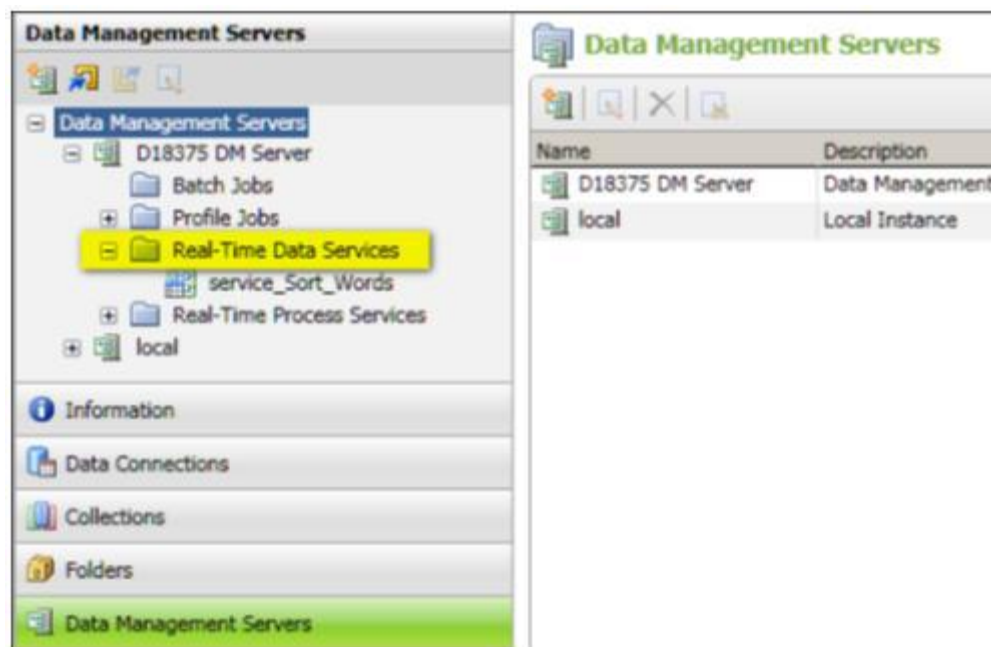 Data Management Servers
Data Management Servers
D18375 DM Server
Batch Jobs
Profile Jobs
Real-Time Data Services
service_Sort_Words
Real-Time Process Services
local
Information
Data Connections
Collections
Folders
Data Management Servers
Data Management Servers
Name Description
D18375 DM Server Data Management
local Local Instance